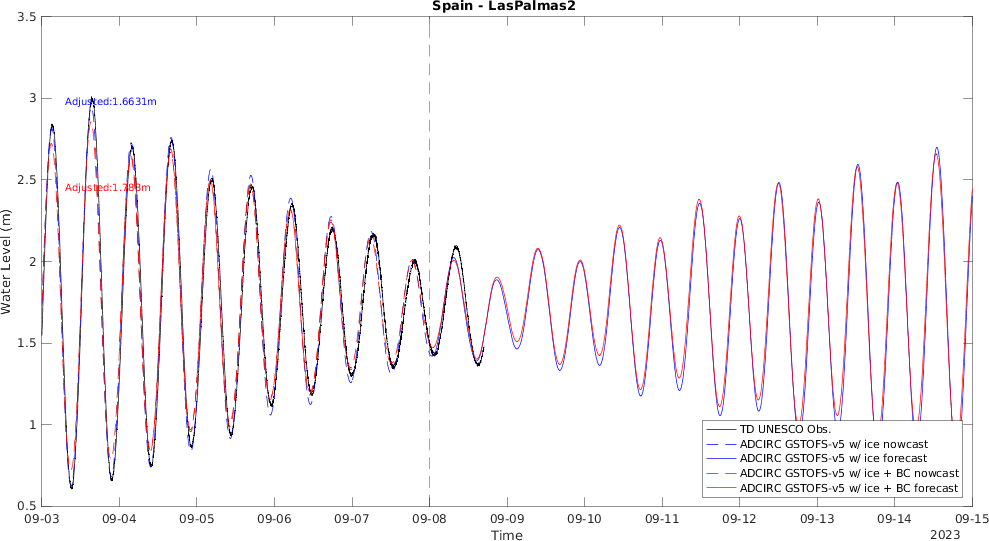 Spain - LasPalmas2
Water Level (m)
3.5
3
2.5
2
1.5
1
0.5
Adjusted:1.6631m
Adjusted:1.783m
TD UNESCO Obs.
ADCIRC GSTOFS-v5 w/ ice nowcast
ADCIRC GSTOFS-v5 w/ ice forecast
ADCIRC GSTOFS-v5 w/ ice + BC nowcast
ADCIRC GSTOFS-v5 w/ ice + BC forecast
09-03 09-04 09-05 09-06 09-07 09-08 09-09 09-10 09-11 09-12 09-13 09-14 09-15
Time
2023